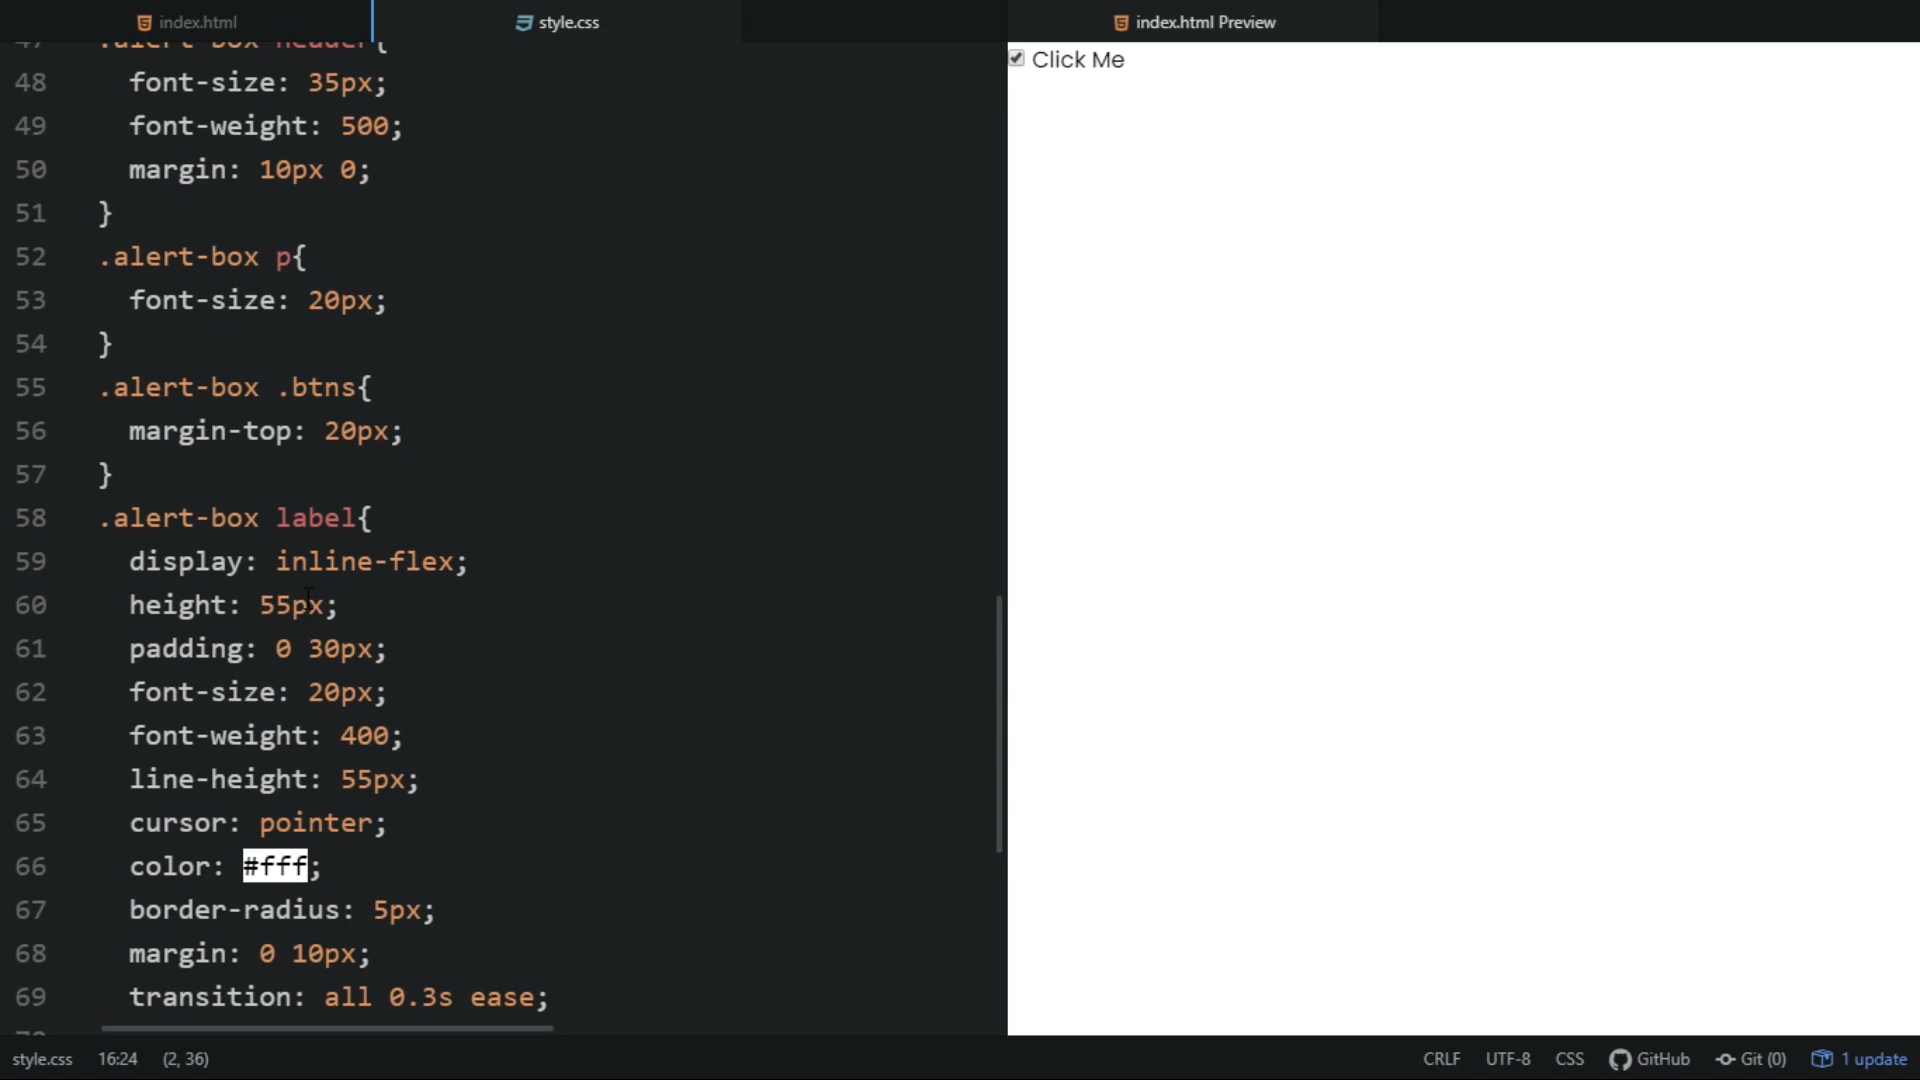 index.html
style.css
index.html Preview
47 .alert-box header{
48 font-size: 35px;
49 font-weight: 500;
50 margin: 10px 0;
51 }
52 .alert-box p{
53 font-size: 20px;
54 }
55 .alert-box .btns{
56 margin-top: 20px;
57 }
58 .alert-box label{
59 display: inline-flex;
60 height: 55px;
61 padding: 0 30px;
62 font-size: 20px;
63 font-weight: 400;
64 line-height: 55px;
65 cursor: pointer;
66 color: #fff;
67 border-radius: 5px;
68 margin: 0 10px;
69 transition: all 0.3s ease;
Click Me
style.css 16:24 (2, 36) CRLF UTF-8 CSS GitHub Git (0) 1 update